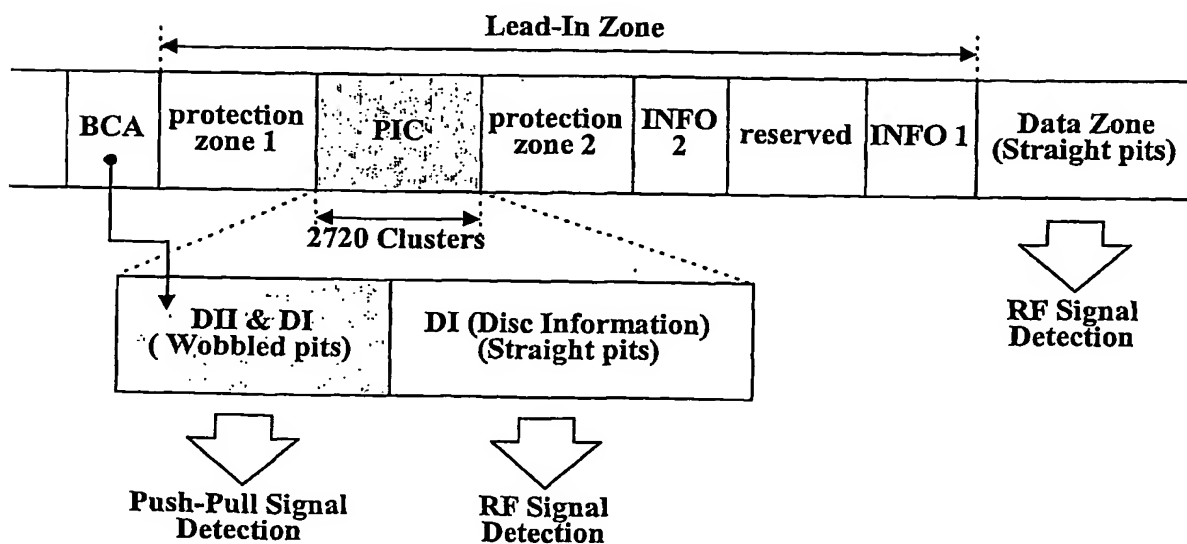 Lead-In Zone
BCA
protection
zone 1
PIC
protection
zone 2
INFO
2
reserved
INFO 1
Data Zone
(Straight pits)
2720 Clusters
DII & DI
( Wobbled pits)
DI (Disc Information)
(Straight pits)
RF Signal
Detection
Push-Pull Signal
Detection
RF Signal
Detection